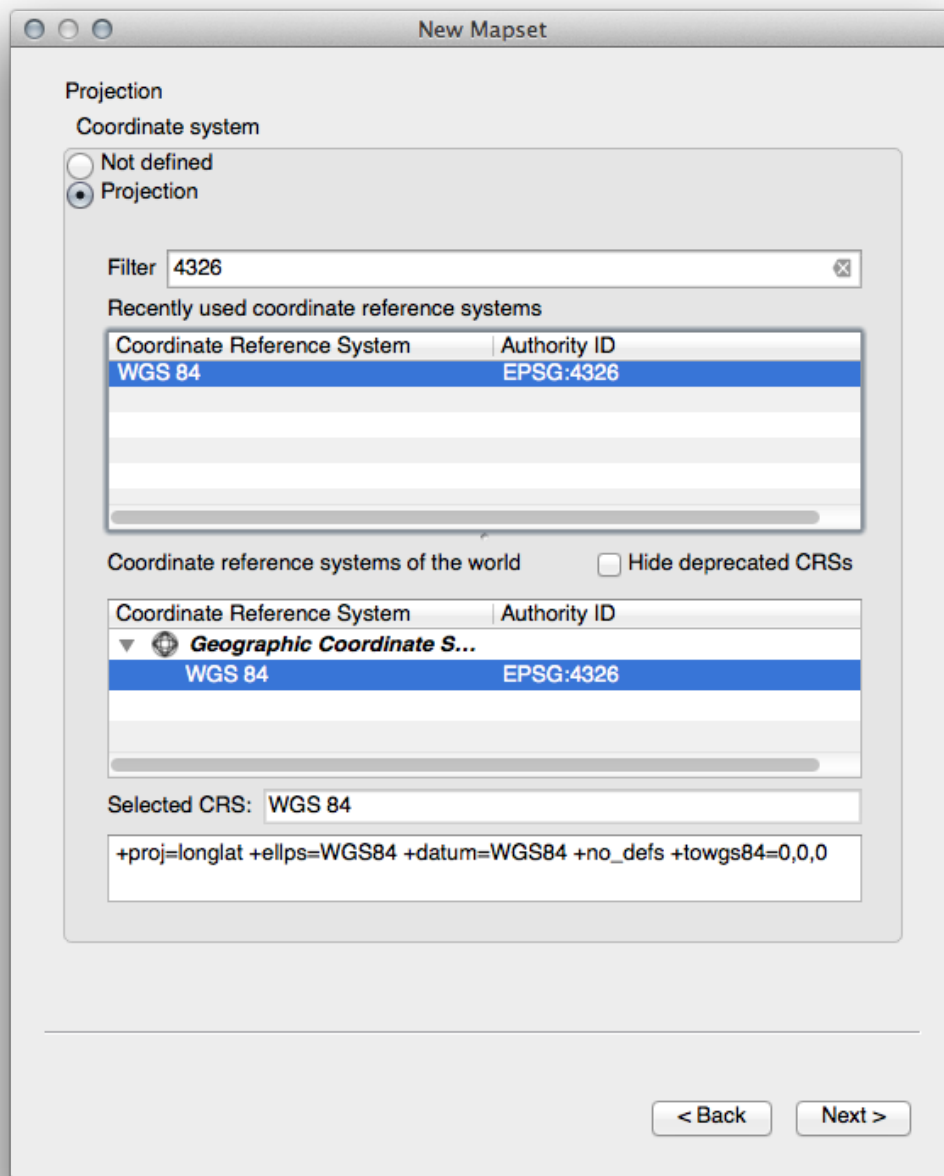 New Mapset
Projection
Coordinate system
Not defined
Projection
Filter 4326
Recently used coordinate reference systems
Coordinate Reference System Authority ID
WGS 84 EPSG:4326
Coordinate reference systems of the world Hide deprecated CRSs
Coordinate Reference System Authority ID
Geographic Coordinate S...
WGS 84 EPSG:4326
Selected CRS: WGS 84
+proj=longlat +ellps=WGS84 +datum=WGS84 +no_defs +towgs84=0,0,0
< Back Next >